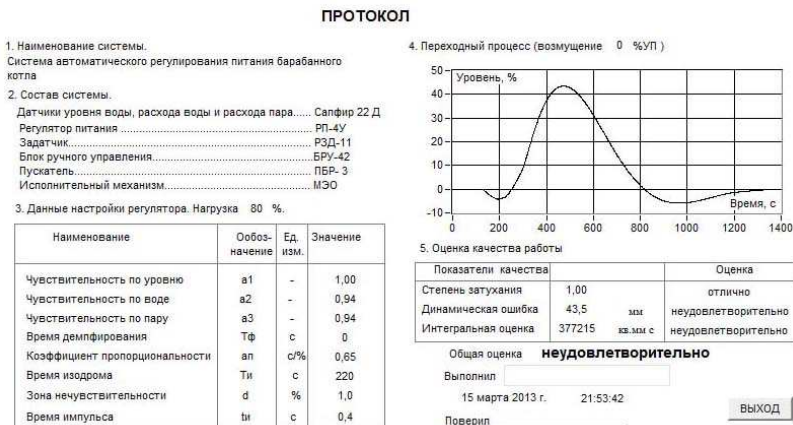 ПРОТОКОЛ
1. Наименование системы.
Система автоматического регулирования питания барабанного
котла
2. Состав системы.
Датчики уровня воды, расхода воды и расхода пара...... Сапфир 22 Д
Регулятор питания .......................................... РП-4У
Задатчик.......................................... РЗД-11
Блок ручного управления.......................................... БРУ-42
Пускатель.......................................... ПБР- 3
Исполнительный механизм.......................................... МЭО
3. Данные настройки регулятора. Нагрузка 80 %.
Наименование Ообоз- Ед. Значение
начение изм.
Чувствительность по уровню а1 - 1,00
Чувствительность по воде а2 - 0,94
Чувствительность по пару а3 - 0,94
Время демпфирования Тф с 0
Коэффициент пропорциональности ап с/% 0,65
Время изодрома Ти с 220
Зона нечувствительности d % 1,0
Время импульса tи с 0,4
4. Переходный процесс (возмущение 0 %УП )
Уровень, %
50
40
30
20
10
0
-10
Время, с
0 200 400 600 800 1000 1200 1400
5. Оценка качества работы
Показатели качества Оценка
Степень затухания 1,00 отлично
Динамическая ошибка 43,5 мм неудовлетворительно
Интегральная оценка 377215 кв.мм с неудовлетворительно
Общая оценка неудовлетворительно
Выполнил
15 марта 2013 г. 21:53:42
Поверил
ВЫХОД